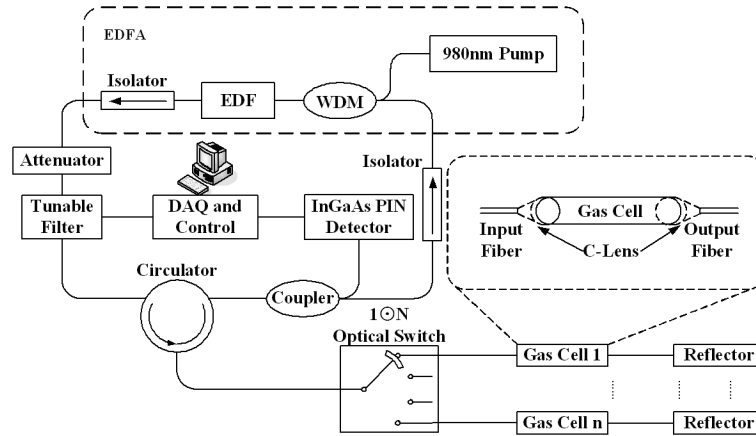 EDFA
980nm Pump
Isolator
EDF
WDM
Attenuator
Isolator
Tunable
Filter
DAQ and
Control
InGaAs PIN
Detector
Gas Cell
Input
Fiber
C-Lens
Output
Fiber
Circulator
Coupler
1⊙N
Optical Switch
Gas Cell 1
Reflector
Gas Cell n
Reflector